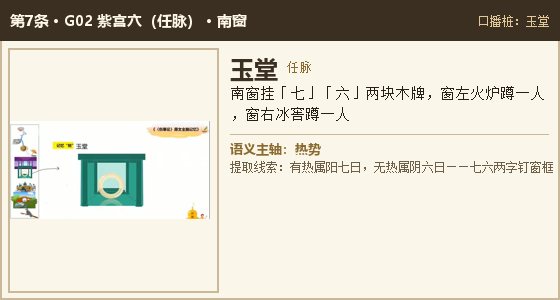 第7条·G02 紫宫六（任脉）·南窗
口播桩：玉堂
玉堂 任脉
南窗挂「七」「六」两块木牌，窗左火炉蹲一人
，窗右冰窖蹲一人
语义主轴：热势
提取线索：有热属阳七日，无热属阴六日——七六两字钉窗框
记忆"桩" 玉堂